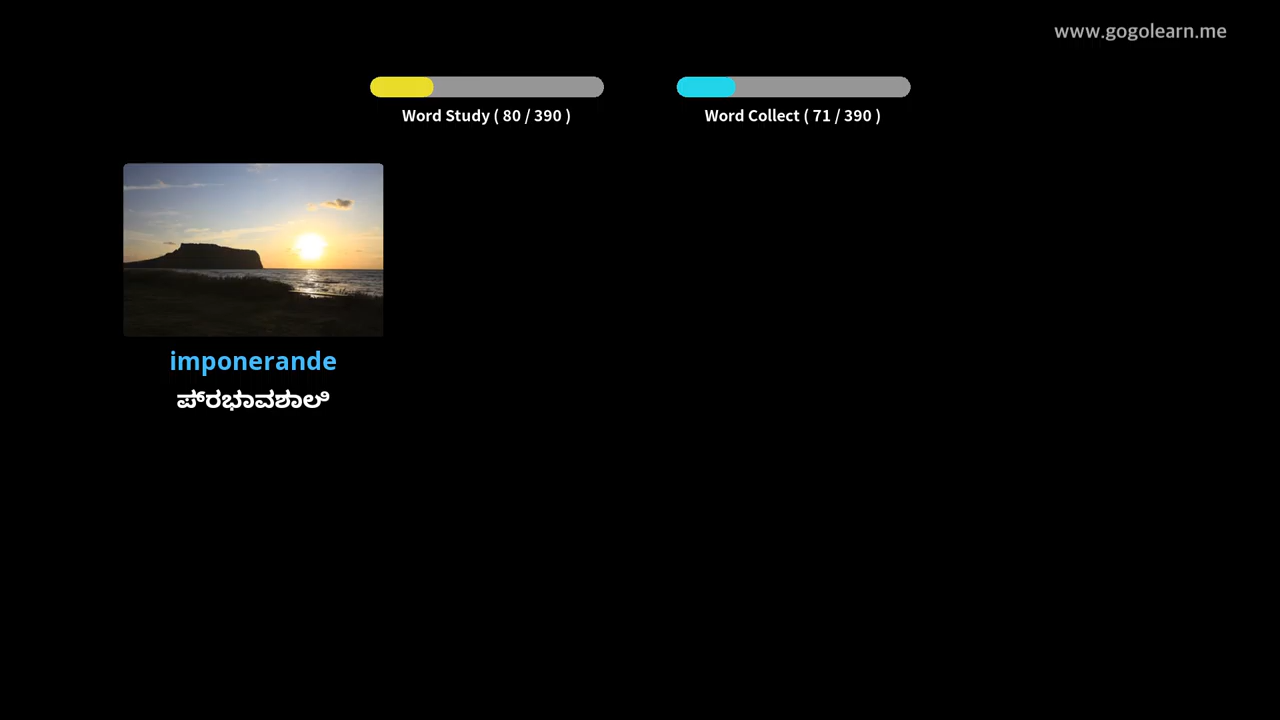 www.gogolearn.me
Word Study ( 80 / 390 )
Word Collect ( 71 / 390 )
imponerande
ಪ್ರಭಾವಶಾಲಿ